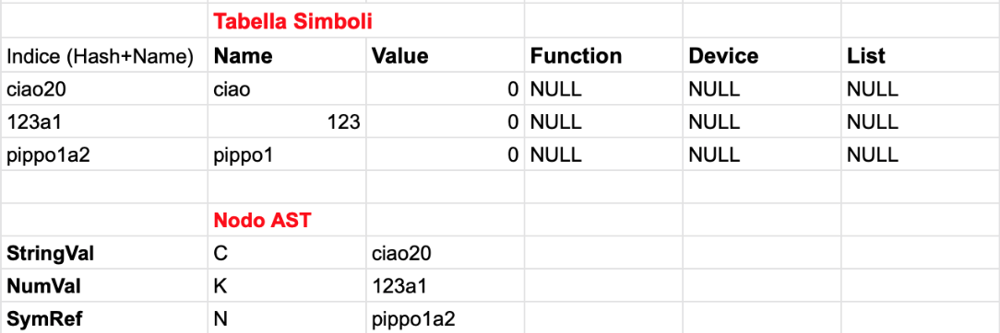 Tabella Simboli
Indice (Hash+Name) Name Value Function Device List
ciao20 ciao 0 NULL NULL NULL
123a1 123 0 NULL NULL NULL
pippo1a2 pippo1 0 NULL NULL NULL
Nodo AST
StringVal C ciao20
NumVal K 123a1
SymRef N pippo1a2